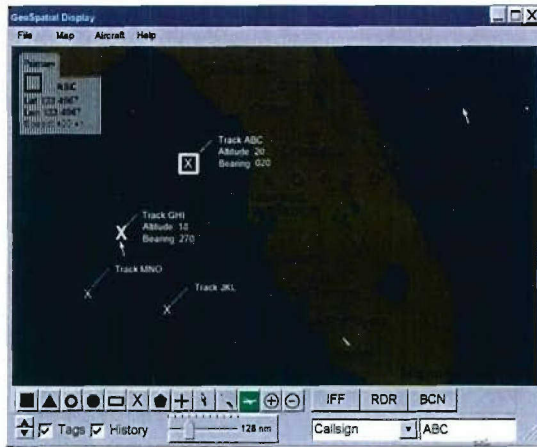 GeoSpatial Display
File Map Aircraft Help
ABC
Track ABC
Altitude 20
Bearing 020
Track GHI
Altitude 18
Bearing 270
Track MNO
Track JKL
IFF RDR BCN
Tags History 128 nm Callsign ABC